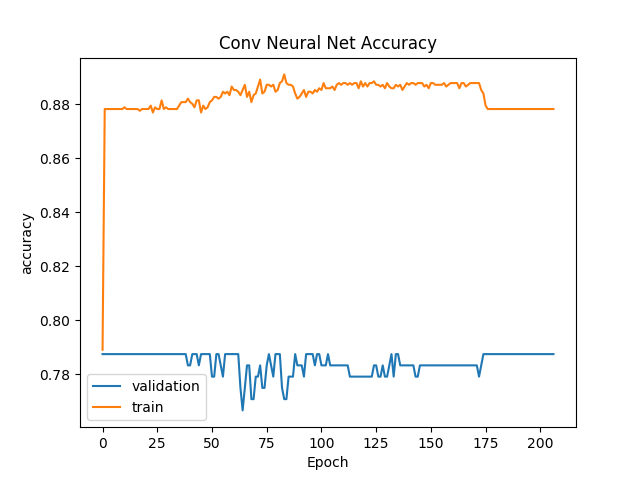 Conv Neural Net Accuracy
0.88
0.86
0.84
0.82
0.80
0.78
accuracy
validation
train
0 25 50 75 100 125 150 175 200
Epoch